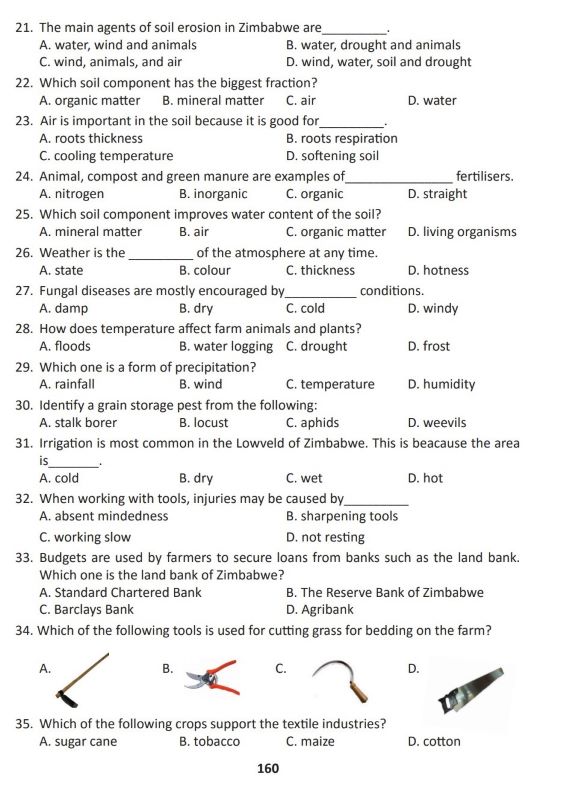 21. The main agents of soil erosion in Zimbabwe are_________.
A. water, wind and animals B. water, drought and animals
C. wind, animals, and air D. wind, water, soil and drought
22. Which soil component has the biggest fraction?
A. organic matter B. mineral matter C. air D. water
23. Air is important in the soil because it is good for_________.
A. roots thickness B. roots respiration
C. cooling temperature D. softening soil
24. Animal, compost and green manure are examples of_______________ fertilisers.
A. nitrogen B. inorganic C. organic D. straight
25. Which soil component improves water content of the soil?
A. mineral matter B. air C. organic matter D. living organisms
26. Weather is the _________ of the atmosphere at any time.
A. state B. colour C. thickness D. hotness
27. Fungal diseases are mostly encouraged by__________ conditions.
A. damp B. dry C. cold D. windy
28. How does temperature affect farm animals and plants?
A. floods B. water logging C. drought D. frost
29. Which one is a form of precipitation?
A. rainfall B. wind C. temperature D. humidity
30. Identify a grain storage pest from the following:
A. stalk borer B. locust C. aphids D. weevils
31. Irrigation is most common in the Lowveld of Zimbabwe. This is beacause the area
is_______.
A. cold B. dry C. wet D. hot
32. When working with tools, injuries may be caused by_________
A. absent mindedness B. sharpening tools
C. working slow D. not resting
33. Budgets are used by farmers to secure loans from banks such as the land bank.
Which one is the land bank of Zimbabwe?
A. Standard Chartered Bank B. The Reserve Bank of Zimbabwe
C. Barclays Bank D. Agribank
34. Which of the following tools is used for cutting grass for bedding on the farm?
A. B. C. D.
35. Which of the following crops support the textile industries?
A. sugar cane B. tobacco C. maize D. cotton
160